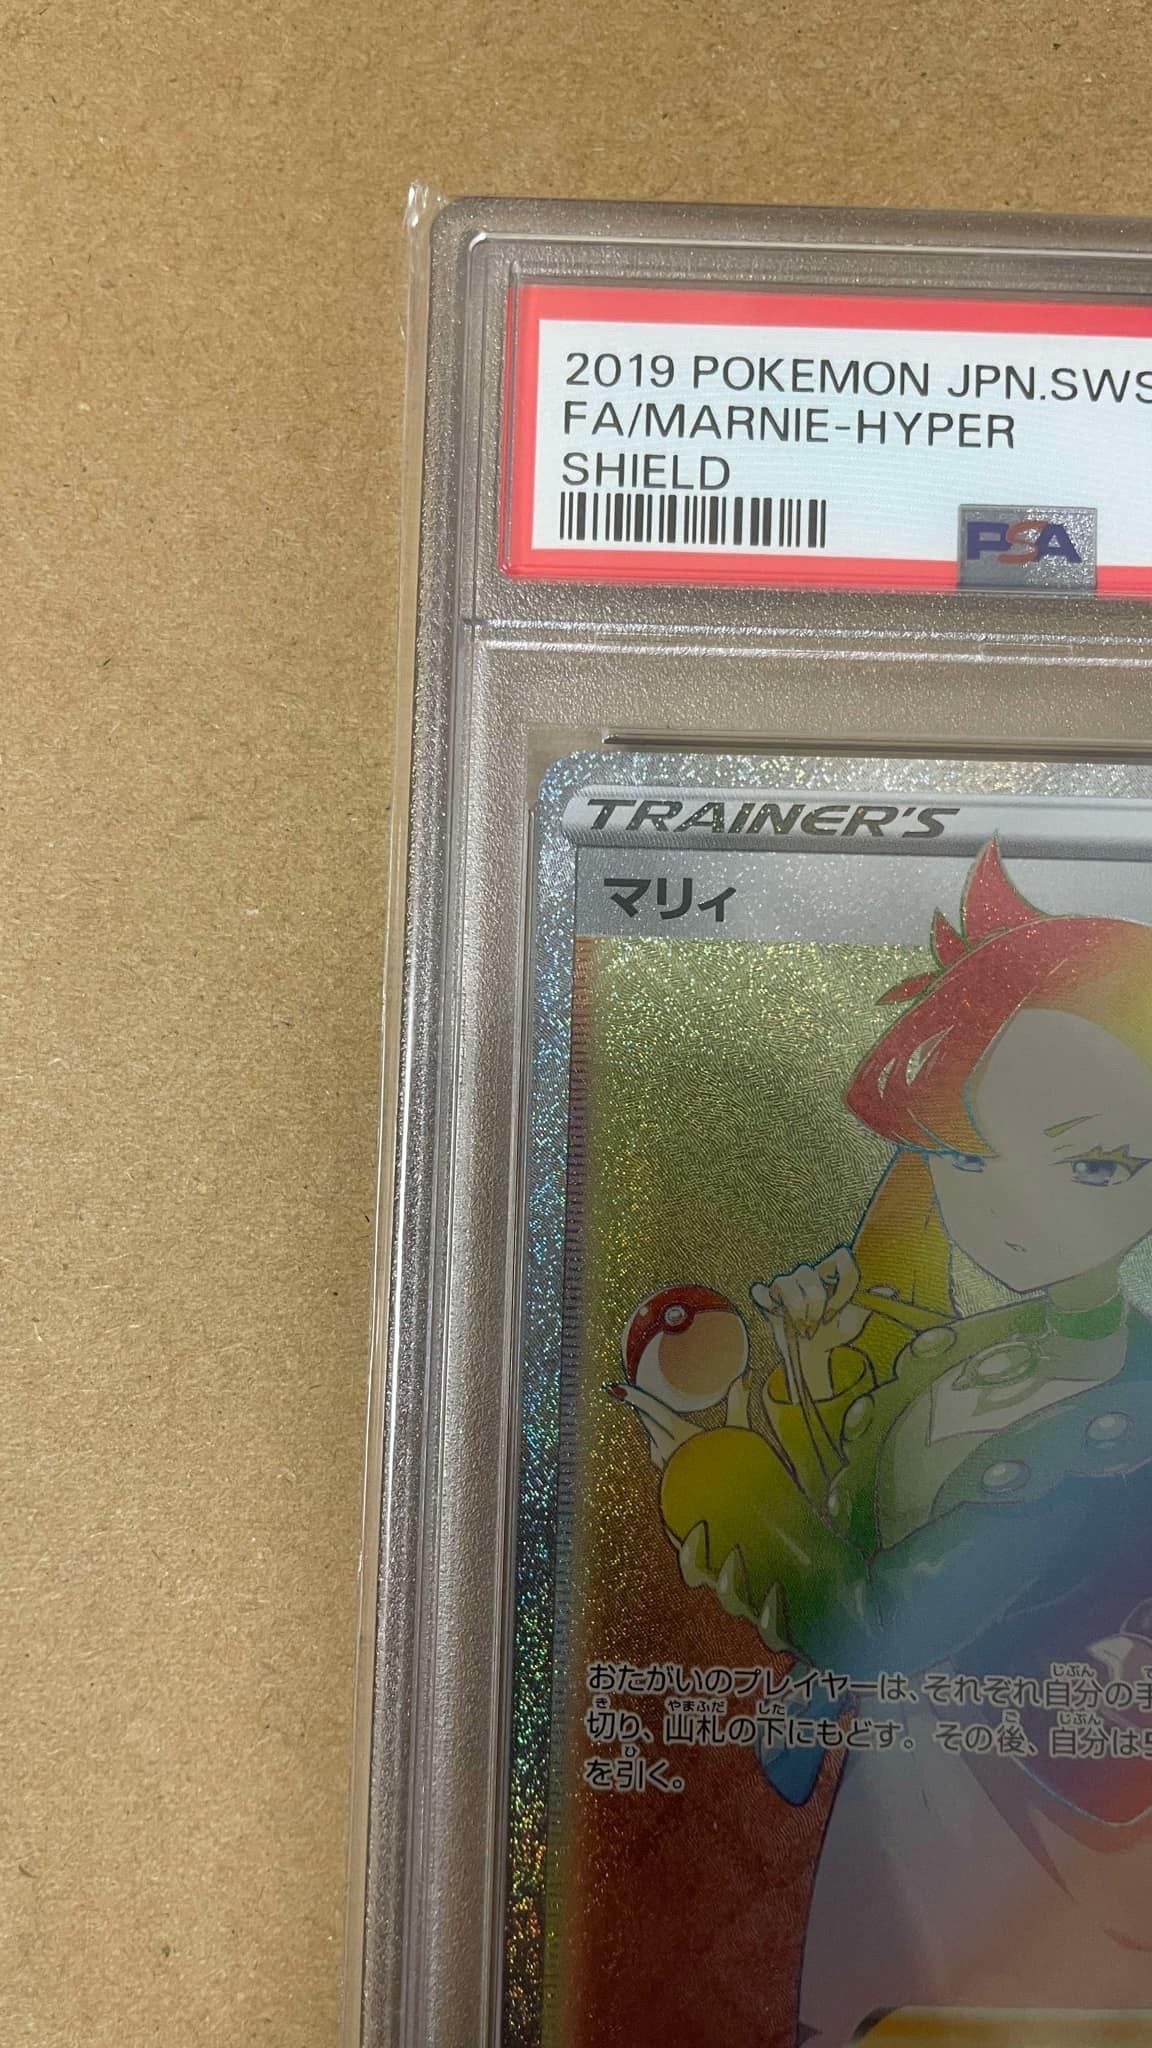 2019 POKEMON JPN.SWS
FA/MARNIE-HYPER
SHIELD
PSA
TRAINER'S
マリィ
おたがいのプレイヤーは、それぞれ自分の手
切り、山札の下にもどす。その後、自分は5
を引く。